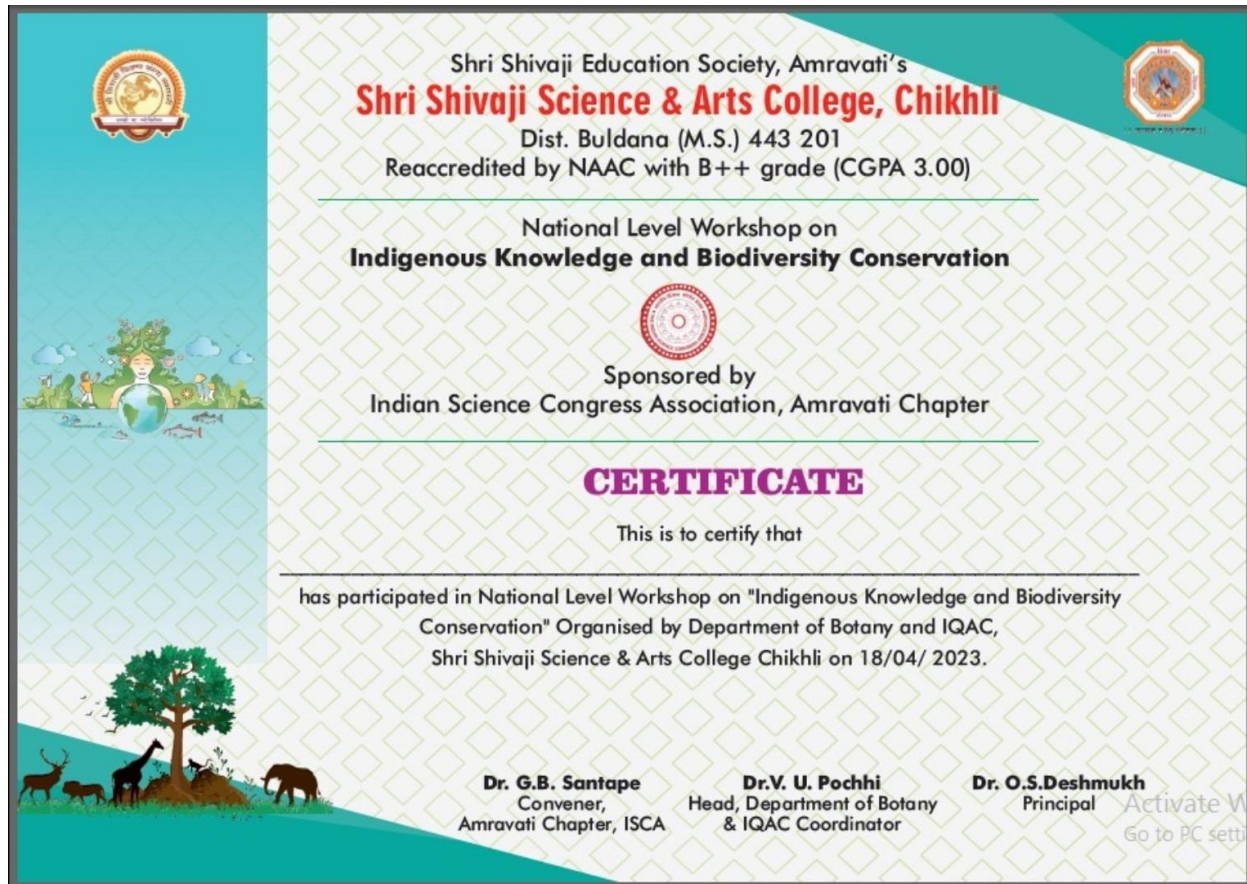 Shri Shivaji Education Society, Amravati's
Shri Shivaji Science & Arts College, Chikhli
Dist. Buldana (M.S.) 443 201
Reaccredited by NAAC with B++ grade (CGPA 3.00)
National Level Workshop on
Indigenous Knowledge and Biodiversity Conservation
Sponsored by
Indian Science Congress Association, Amravati Chapter
CERTIFICATE
This is to certify that
has participated in National Level Workshop on "Indigenous Knowledge and Biodiversity
Conservation" Organised by Department of Botany and IQAC,
Shri Shivaji Science & Arts College Chikhli on 18/04/ 2023.
Dr. G.B. Santape
Convener,
Amravati Chapter, ISCA
Dr.V. U. Pochhi
Head, Department of Botany
& IQAC Coordinator
Dr. O.S.Deshmukh
Principal
Activate W
Go to PC setti